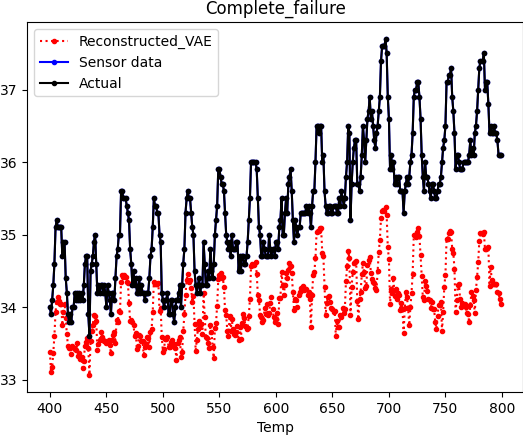 Complete_failure
Reconstructed_VAE
Sensor data
Actual
37
36
35
34
33
400 450 500 550 600 650 700 750 800
Temp